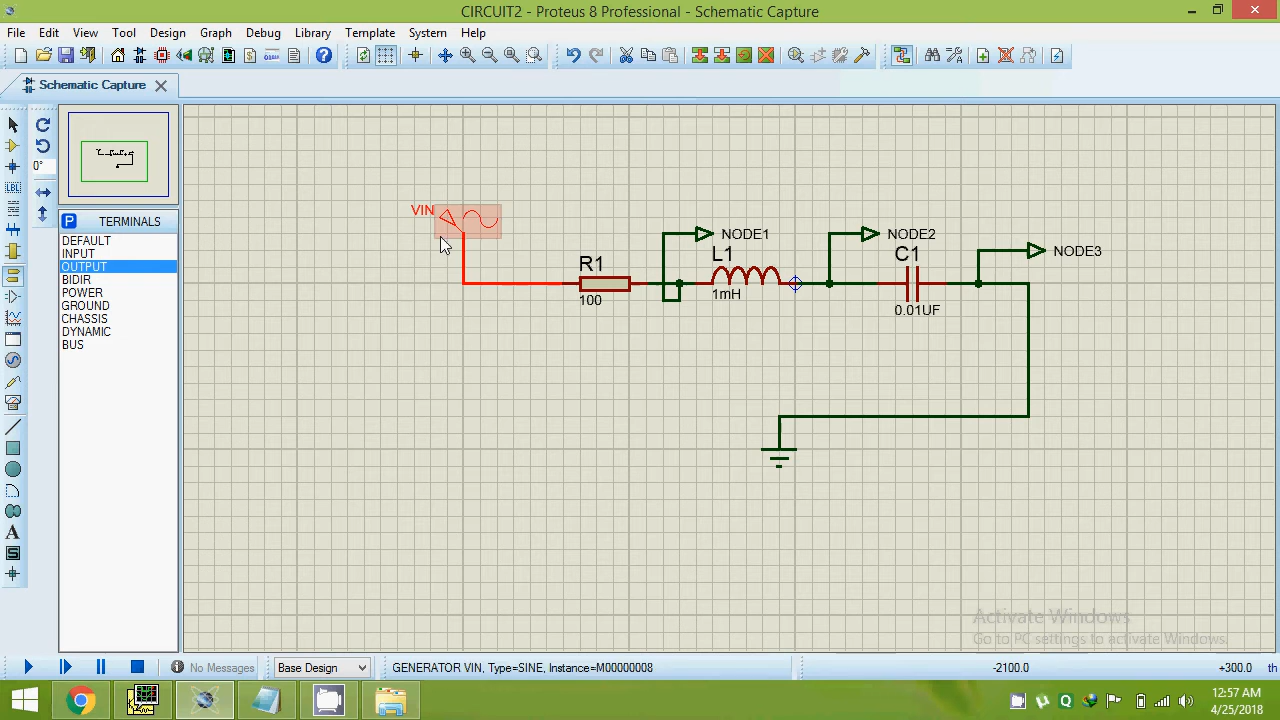 CIRCUIT2 - Proteus 8 Professional - Schematic Capture
File Edit View Tool Design Graph Debug Library Template System Help
Schematic Capture
LBL
0°
P TERMINALS
DEFAULT
INPUT
OUTPUT
BIDIR
POWER
GROUND
CHASSIS
DYNAMIC
BUS
A
S
VIN
NODE1
NODE2
NODE3
R1
L1
C1
100
1mH
0.01UF
Activate Windows
Go to PC settings to activate Windows.
No Messages
Base Design
GENERATOR VIN, Type=SINE, Instance=M00000008
-2100.0
+300.0 th
12:57 AM
4/25/2018